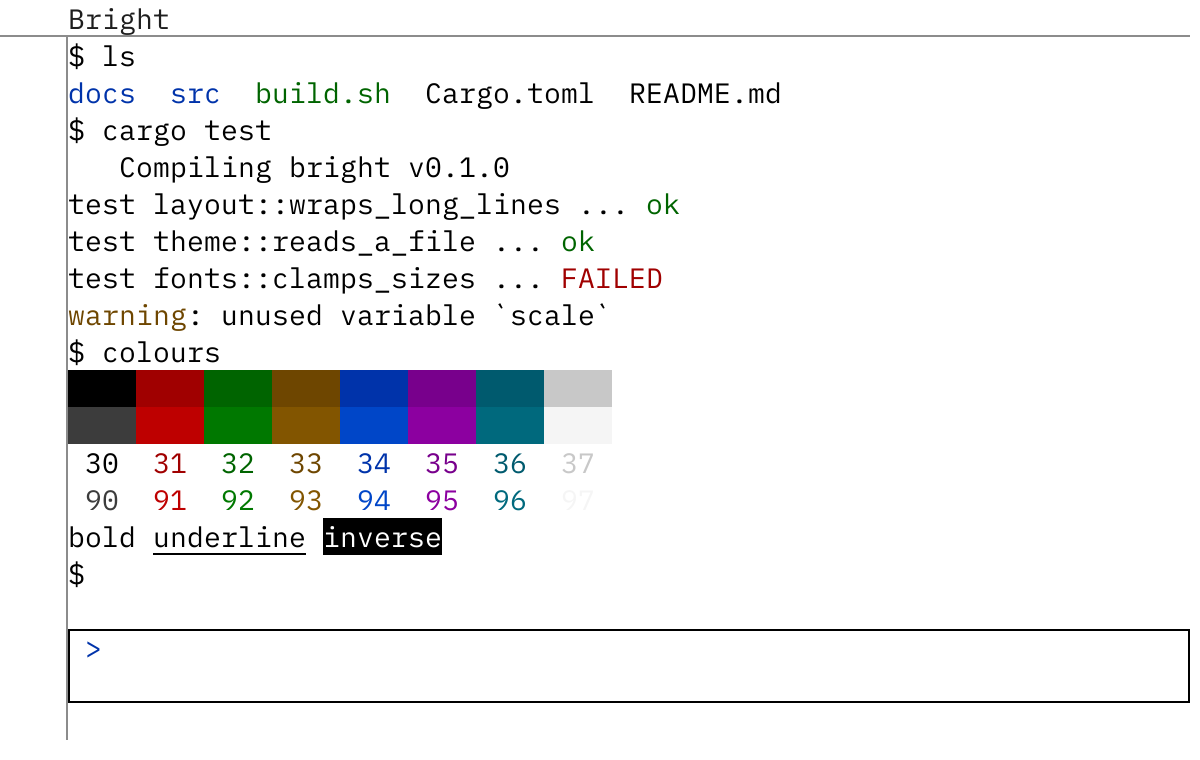 Bright
$ ls
docs  src  build.sh  Cargo.toml  README.md
$ cargo test
   Compiling bright v0.1.0
test layout::wraps_long_lines ... ok
test theme::reads_a_file ... ok
test fonts::clamps_sizes ... FAILED
warning: unused variable `scale`
$ colours
 30  31  32  33  34  35  36  37
 90  91  92  93  94  95  96  97
bold underline inverse
$
>